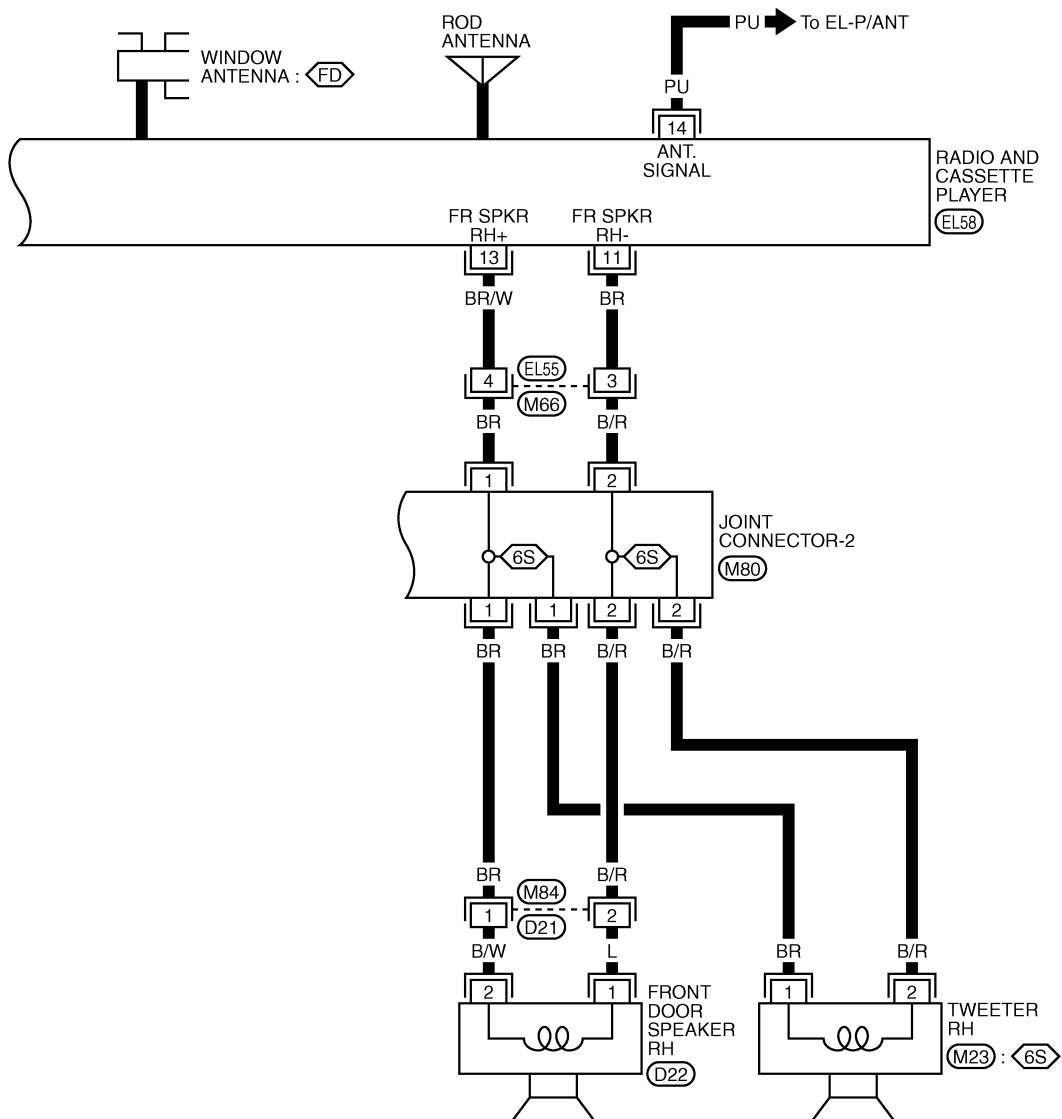 ROD
ANTENNA
PU
To EL-P/ANT
WINDOW
ANTENNA : FD
PU
14
ANT.
SIGNAL
RADIO AND
CASSETTE
PLAYER
EL58
FR SPKR
RH+
FR SPKR
RH-
13
11
BR/W
BR
4
EL55
3
M66
BR
B/R
1
2
JOINT
CONNECTOR-2
M80
6S
6S
1
1
2
2
BR
BR
B/R
B/R
BR
B/R
M84
1
2
D21
B/W
L
BR
B/R
2
1
1
2
FRONT
DOOR
SPEAKER
RH
D22
TWEETER
RH
M23 : 6S